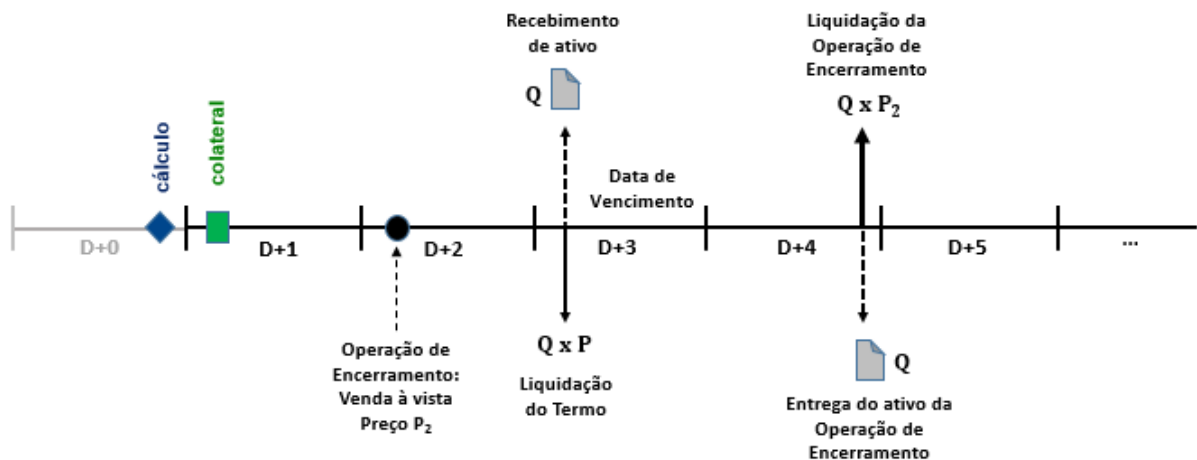 Recebimento
de ativo
Q
Liquidação da
Operação de
Encerramento
Q x P₂
cálculo
colateral
Data de
Vencimento
D+0
D+1
D+2
D+3
D+4
D+5
...
Operação de
Encerramento:
Venda à vista
Preço P₂
Q x P
Liquidação
do Termo
Q
Entrega do ativo da
Operação de
Encerramento